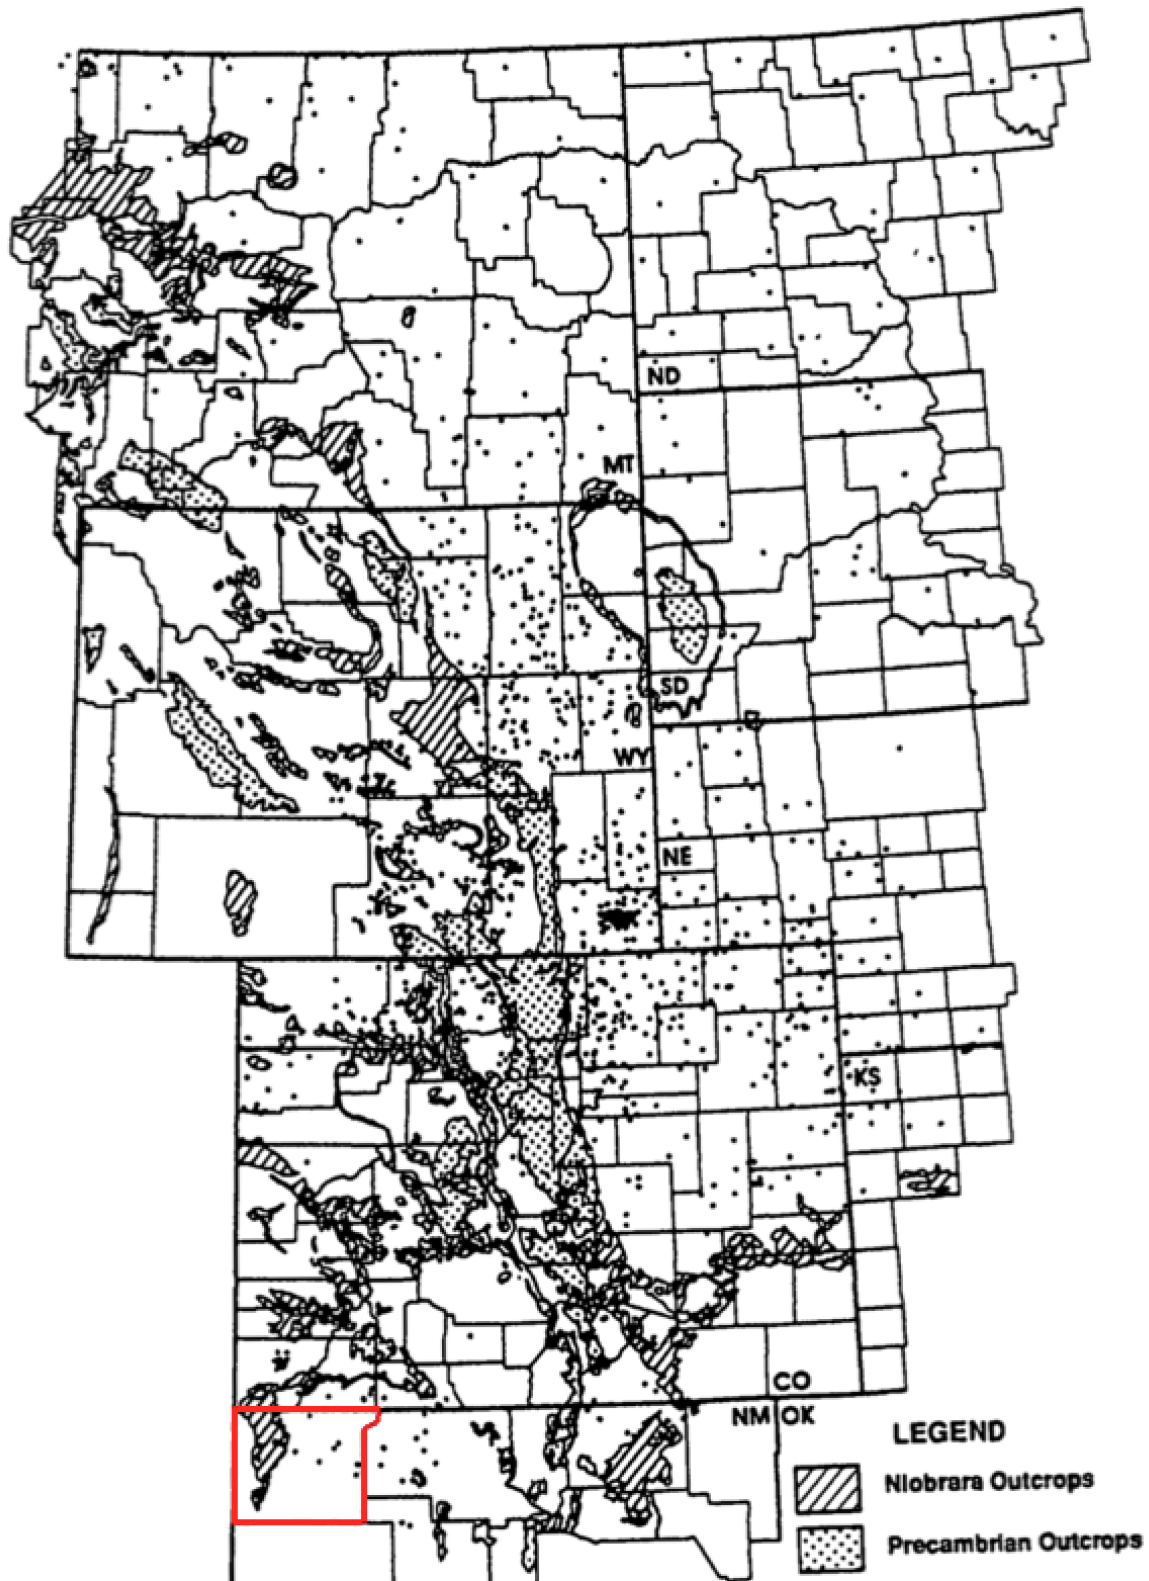 ND
MT
SD
WY
NE
KS
CO
NM OK
LEGEND
Niobrara Outcrops
Precambrian Outcrops